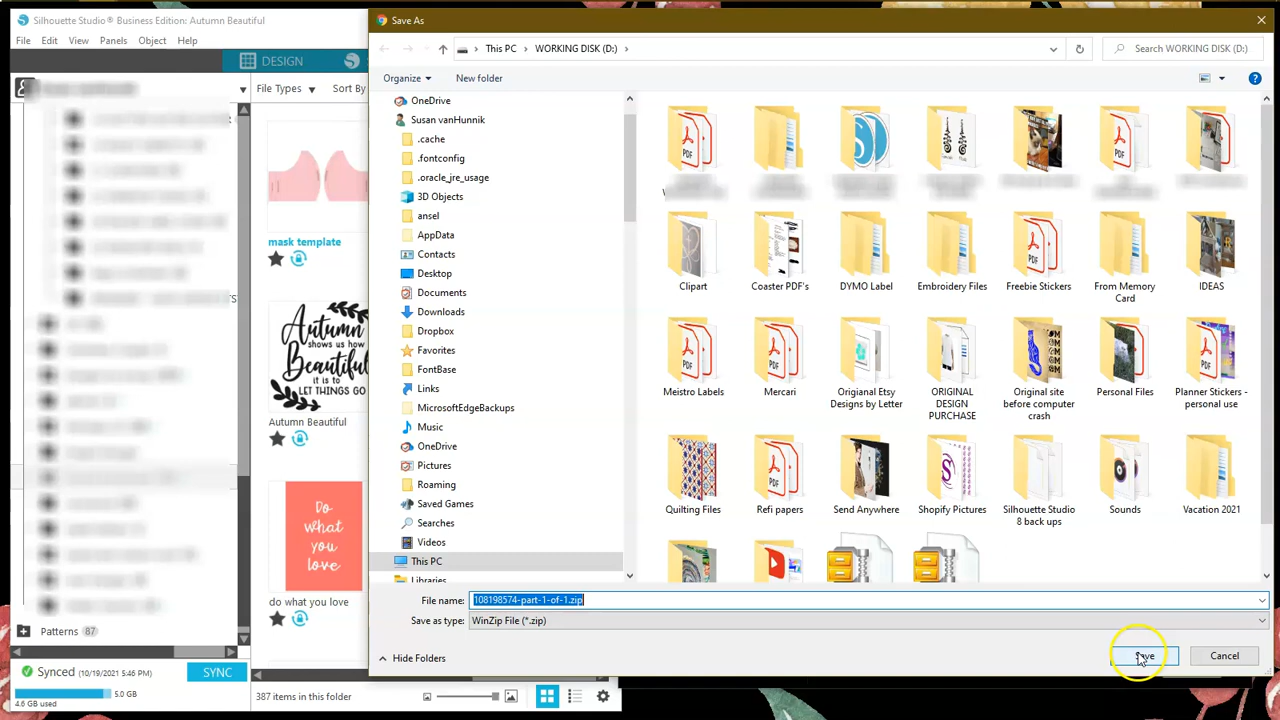 Silhouette Studio® Business Edition: Autumn Beautiful
File Edit View Panels Object Help
DESIGN
File Types
Sort By
mask template
Autumn
shows us how
Beautiful
it is to
LET THINGS GO
Autumn Beautiful
Do
what
you
love
do what you love
Patterns 87
Synced (10/19/2021 5:46 PM)
SYNC
5.0 GB
4.6 GB used
387 items in this folder
Save As
This PC
WORKING DISK (D:)
Search WORKING DISK (D:)
Organize
New folder
OneDrive
Susan vanHunnik
.cache
.fontconfig
.oracle_jre_usage
3D Objects
ansel
AppData
Contacts
Desktop
Documents
Downloads
Dropbox
Favorites
FontBase
Links
MicrosoftEdgeBackups
Music
OneDrive
Pictures
Roaming
Saved Games
Searches
Videos
This PC
Libraries
Clipart
Coaster PDF's
DYMO Label
Embroidery Files
Freebie Stickers
From Memory
Card
IDEAS
Meistro Labels
Mercari
Origianal Etsy
Designs by Letter
ORIGINAL
DESIGN
PURCHASE
Original site
before computer
crash
Personal Files
Planner Stickers -
personal use
Quilting Files
Refi papers
Send Anywhere
Shopify Pictures
Silhouette Studio
8 back ups
Sounds
Vacation 2021
File name:
108198574-part-1-of-1.zip
Save as type:
WinZip File (*.zip)
Hide Folders
Save
Cancel